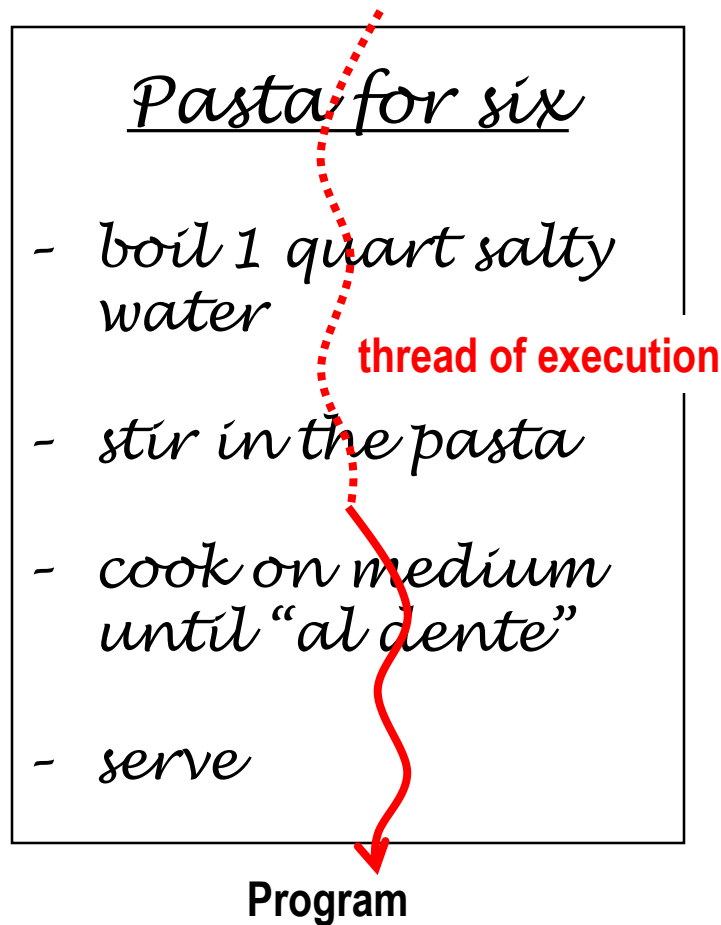 Pasta for six
- boil 1 quart salty
water
thread of execution
- stir in the pasta
- cook on medium
until “al dente”
- serve
Program